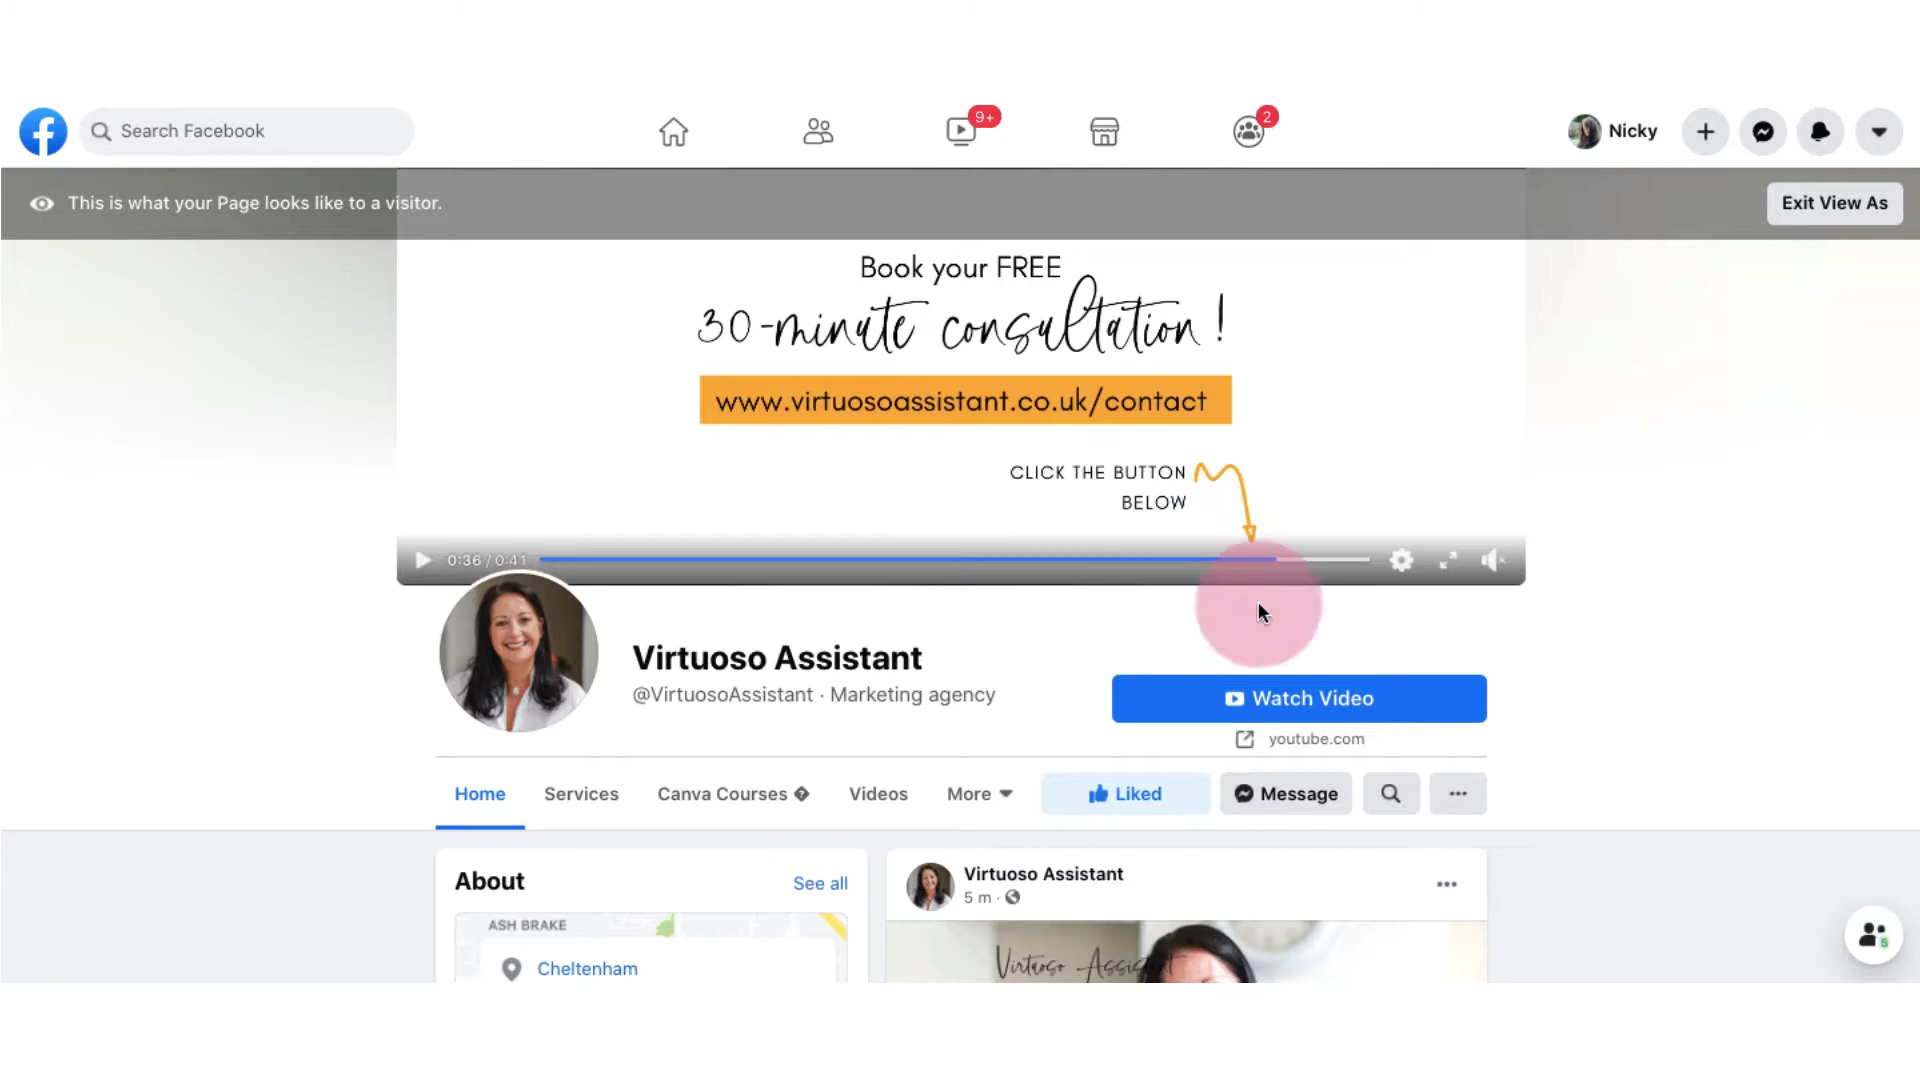 Search Facebook
9+
2
Nicky
This is what your Page looks like to a visitor.
Exit View As
Book your FREE
30-minute consultation!
www.virtuosoassistant.co.uk/contact
CLICK THE BUTTON
BELOW
0:36 / 0:41
Virtuoso Assistant
@VirtuosoAssistant · Marketing agency
Watch Video
youtube.com
Home
Services
Canva Courses
Videos
More
Liked
Message
About
See all
Virtuoso Assistant
5 m ·
ASH BRAKE
Cheltenham
Virtuoso Assistant
5